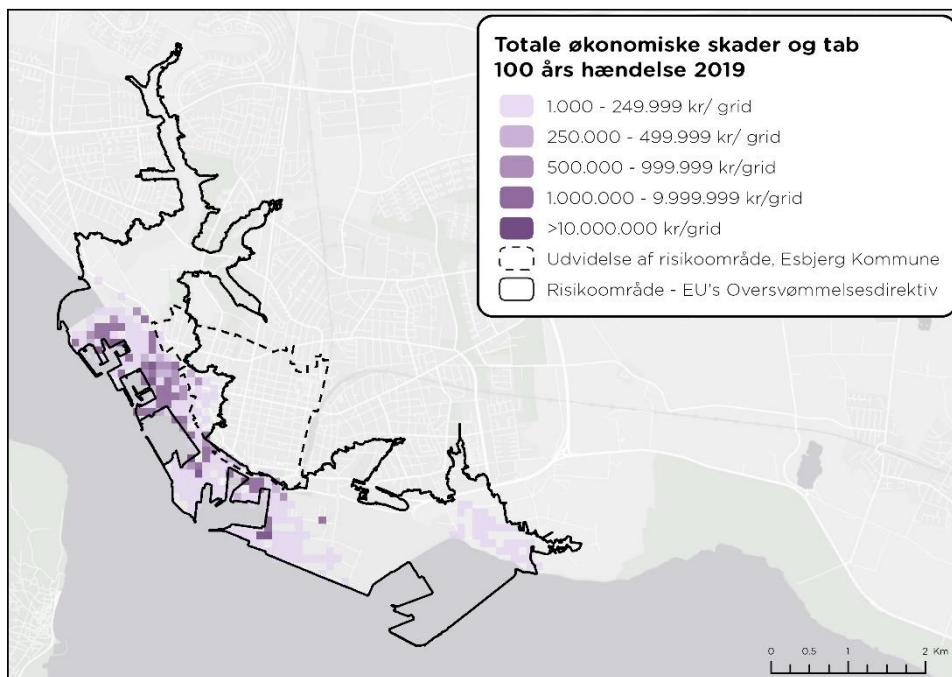 Totale økonomiske skader og tab
100 års hændelse 2019
1.000 - 249.999 kr/ grid
250.000 - 499.999 kr/ grid
500.000 - 999.999 kr/grid
1.000.000 - 9.999.999 kr/grid
>10.000.000 kr/grid
Udvidelse af risikoområde, Esbjerg Kommune
Risikoområde - EU's Oversvømmelsesdirektiv
0 0.5 1 2 Km